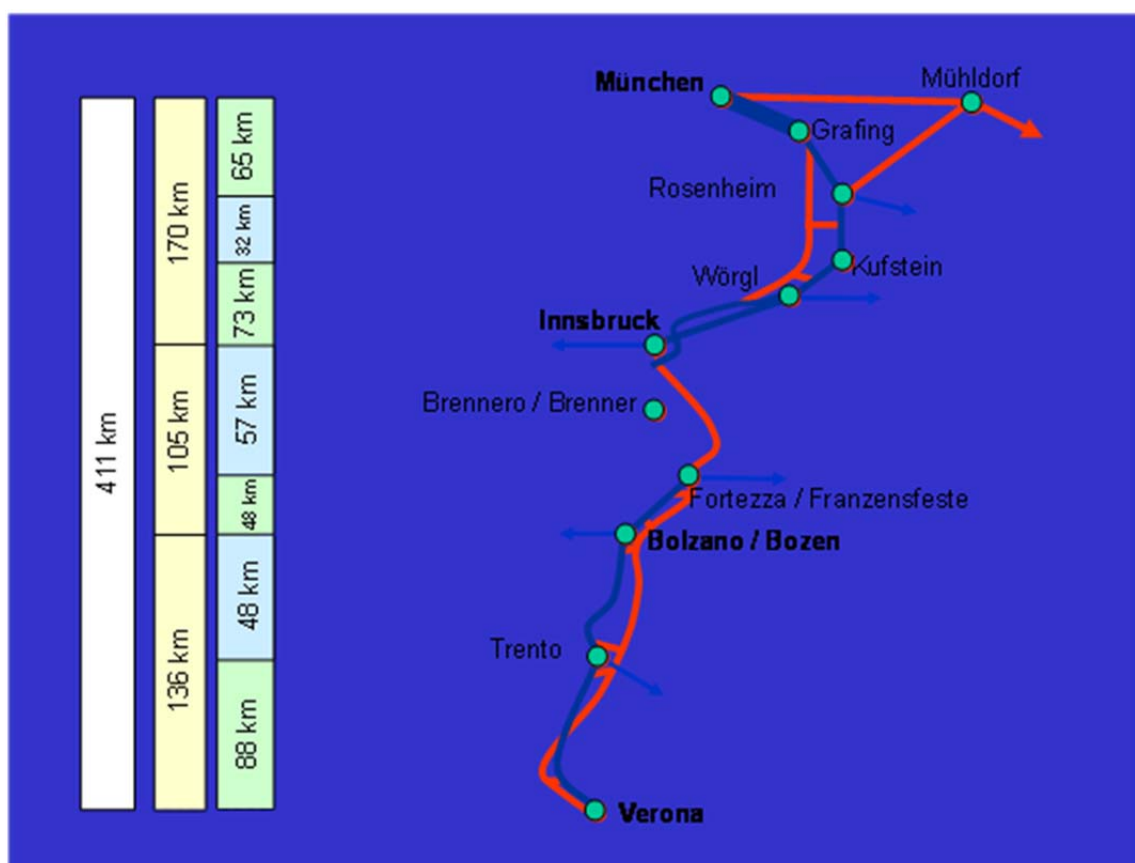 411 km
170 km
105 km
136 km
65 km
32 km
73 km
57 km
48 km
48 km
88 km
München
Mühldorf
Grafing
Rosenheim
Kufstein
Wörgl
Innsbruck
Brennero / Brenner
Fortezza / Franzensfeste
Bolzano / Bozen
Trento
Verona